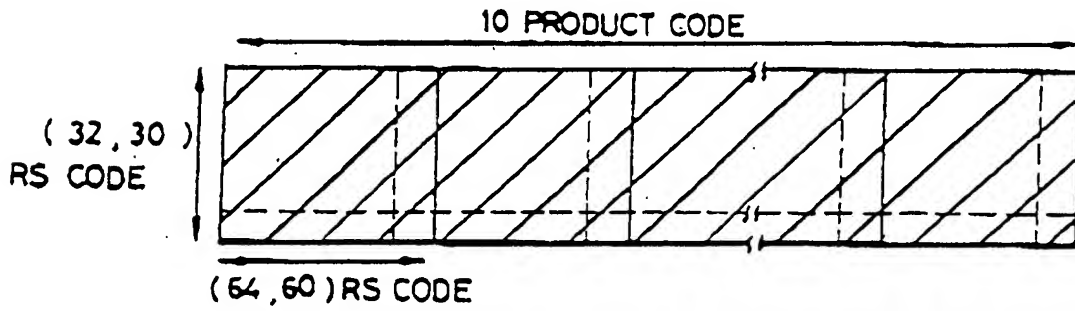 10 PRODUCT CODE
(32,30)
RS CODE
(64,60) RS CODE